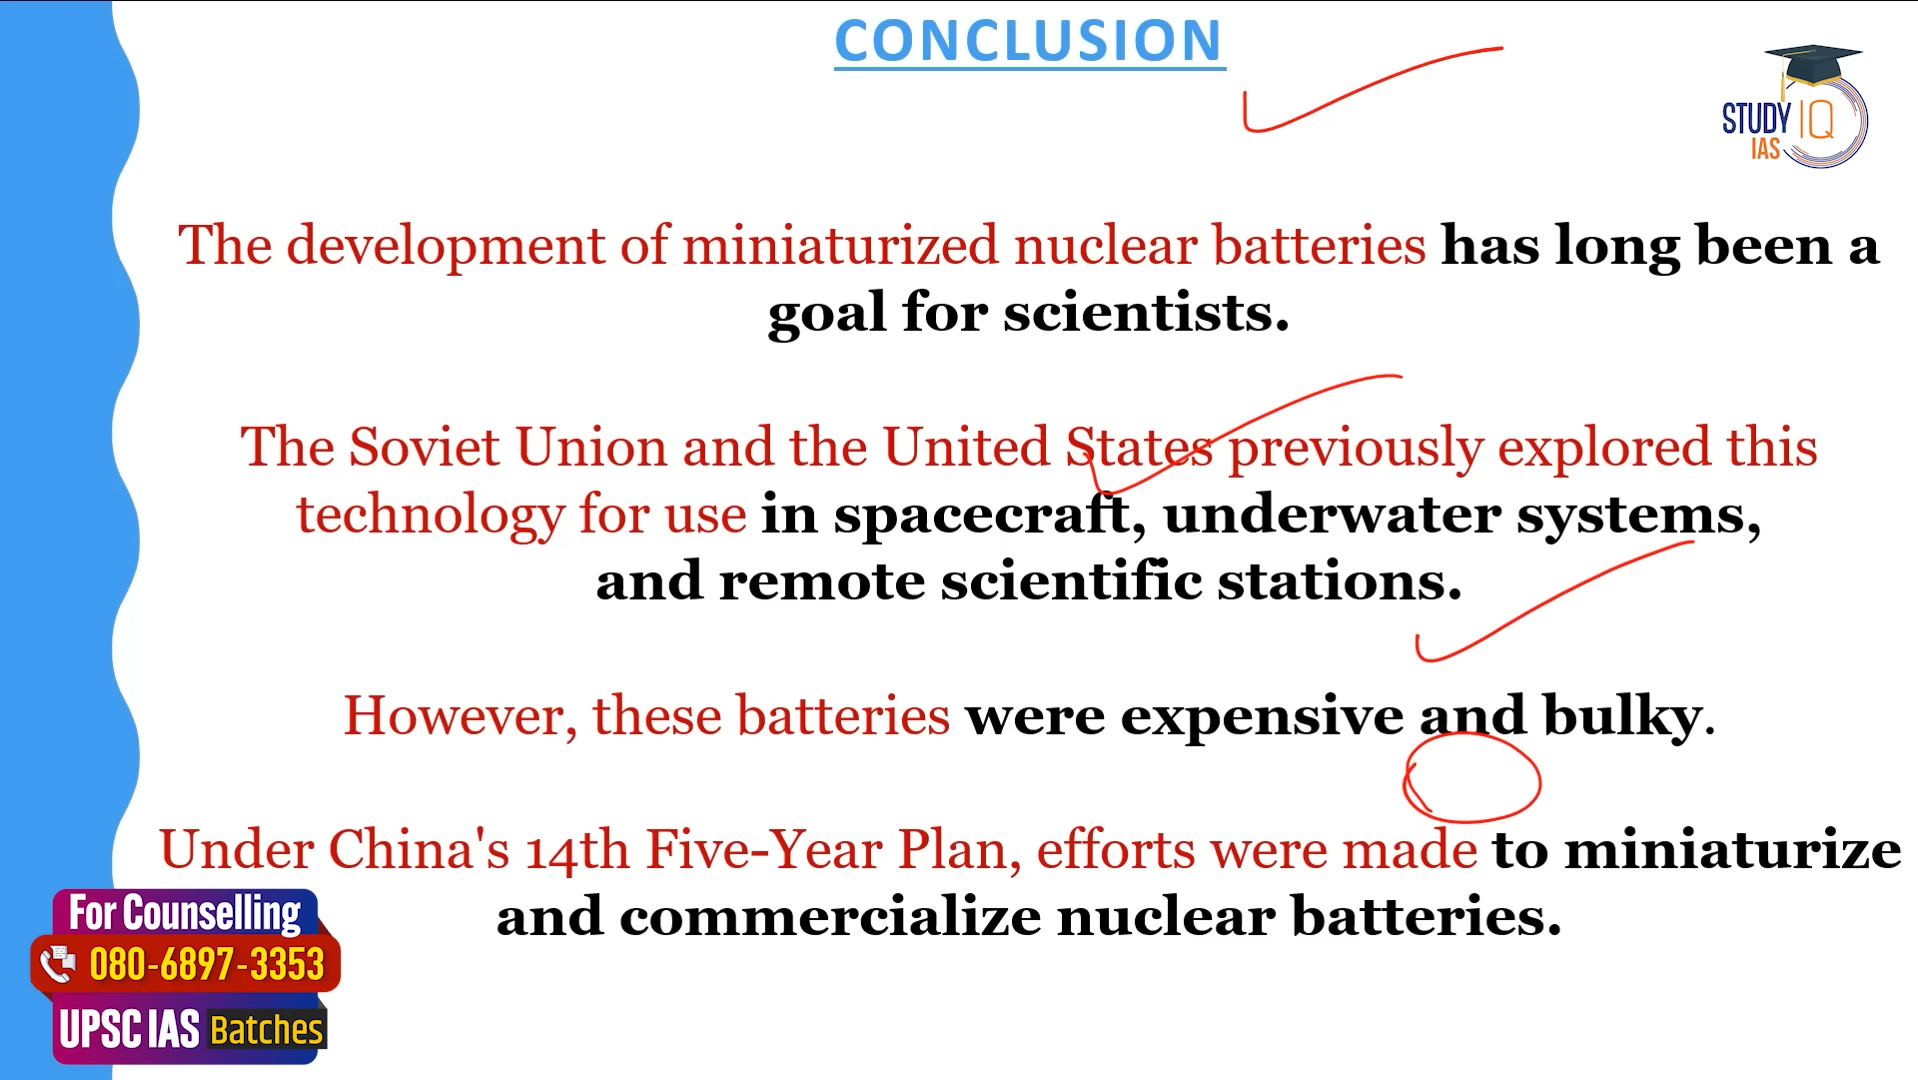 CONCLUSION
STUDY IQ
IAS
The development of miniaturized nuclear batteries has long been a
goal for scientists.
The Soviet Union and the United States previously explored this
technology for use in spacecraft, underwater systems,
and remote scientific stations.
However, these batteries were expensive and bulky.
Under China's 14th Five-Year Plan, efforts were made to miniaturize
and commercialize nuclear batteries.
For Counselling
080-6897-3353
UPSC IAS Batches